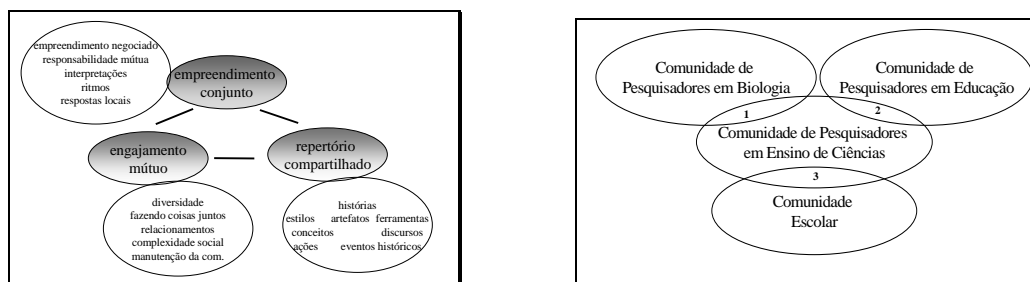 empreendimento negociado
responsabilidade mútua
interpretações
ritmos
respostas locais
empreendimento
conjunto
engajamento
mútuo
repertório
compartilhado
diversidade
fazendo coisas juntos
relacionamentos
complexidade social
manutenção da com.
histórias
estilos artefatos ferramentas
conceitos discursos
ações eventos históricos
Comunidade de
Pesquisadores em Biologia
Comunidade de
Pesquisadores em Educação
1
2
Comunidade de Pesquisadores
em Ensino de Ciências
3
Comunidade
Escolar